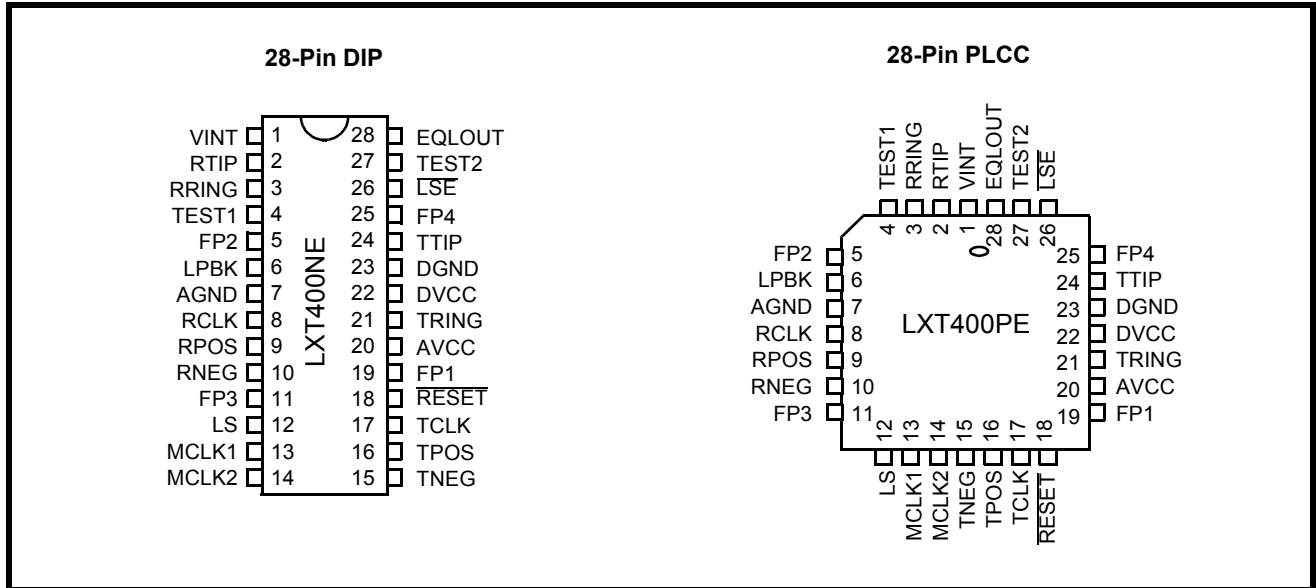 28-Pin DIP
VINT 1 28 EQLOUT
RTIP 2 27 TEST2
RRING 3 26 LSE
TEST1 4 25 FP4
FP2 5 24 TTIP
LPBK 6 23 DGND
AGND 7 22 DVCC
RCLK 8 21 TRING
RPOS 9 20 AVCC
RNEG 10 19 FP1
FP3 11 18 RESET
LS 12 17 TCLK
MCLK1 13 16 TPOS
MCLK2 14 15 TNEG
LXT400NE
28-Pin PLCC
TEST1 RRING RTIP VINT EQLOUT TEST2 LSE
4 3 2 1 28 27 26
FP2 5 25 FP4
LPBK 6 24 TTIP
AGND 7 23 DGND
RCLK 8 22 DVCC
RPOS 9 21 TRING
RNEG 10 20 AVCC
FP3 11 19 FP1
LXT400PE
12 13 14 15 16 17 18
LS MCLK1 MCLK2 TNEG TPOS TCLK RESET